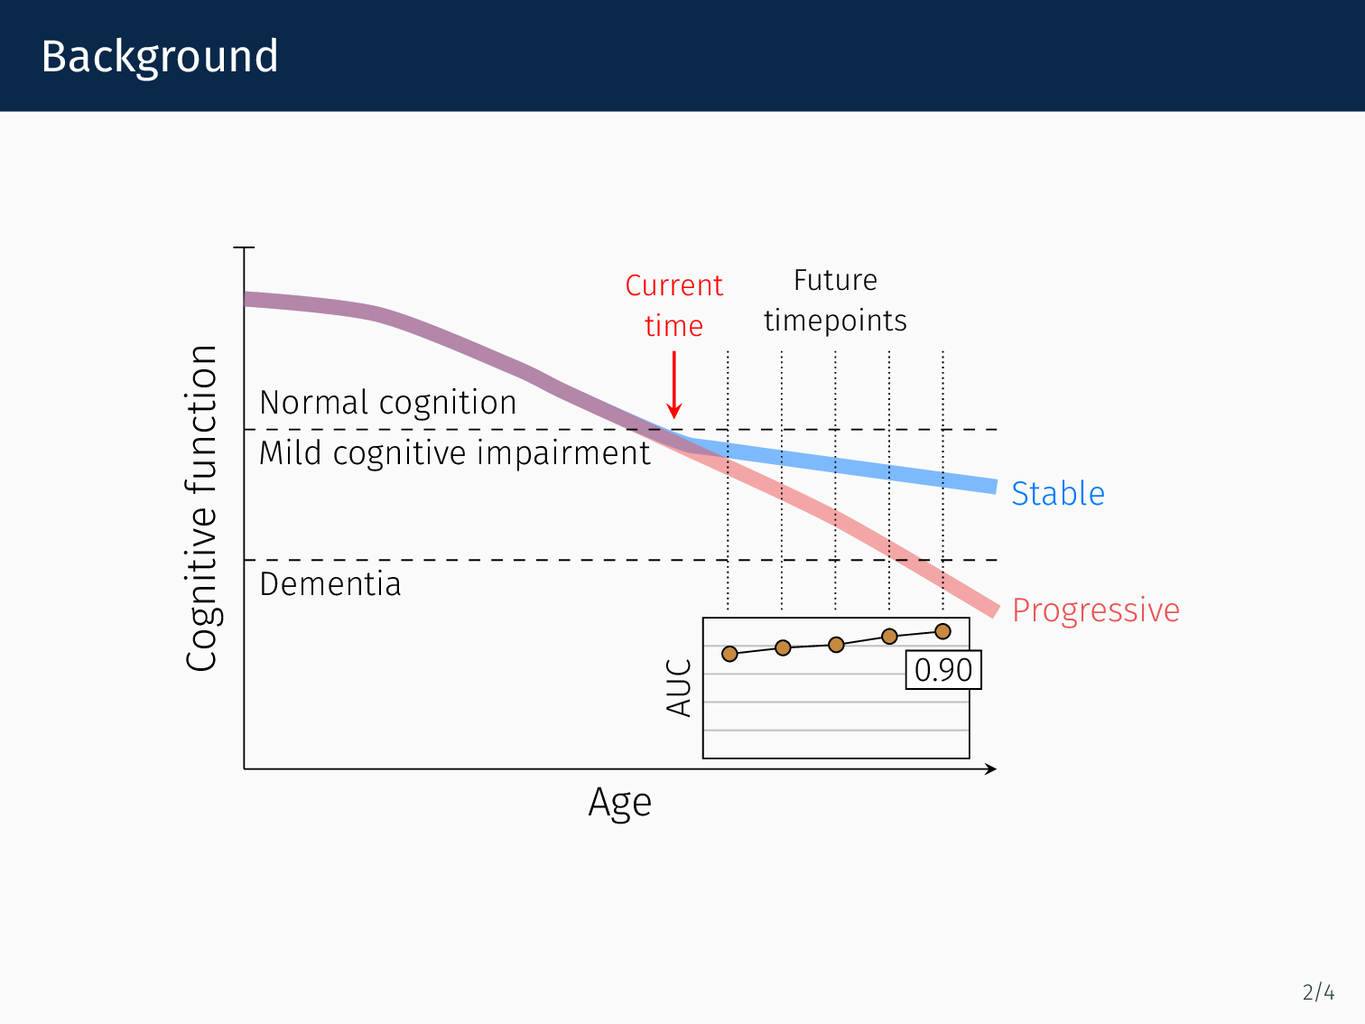 Background
Current
time
Future
timepoints
Cognitive function
Normal cognition
Mild cognitive impairment
Stable
Dementia
Progressive
AUC
0.90
Age
2/4